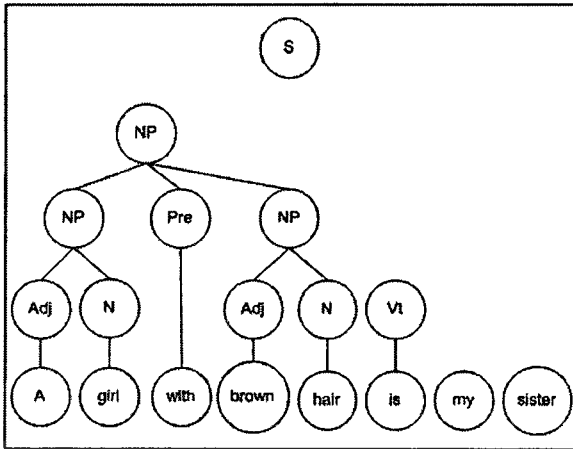 S
NP
NP Pre NP
Adj N Adj N Vt
A girl with brown hair is my sister